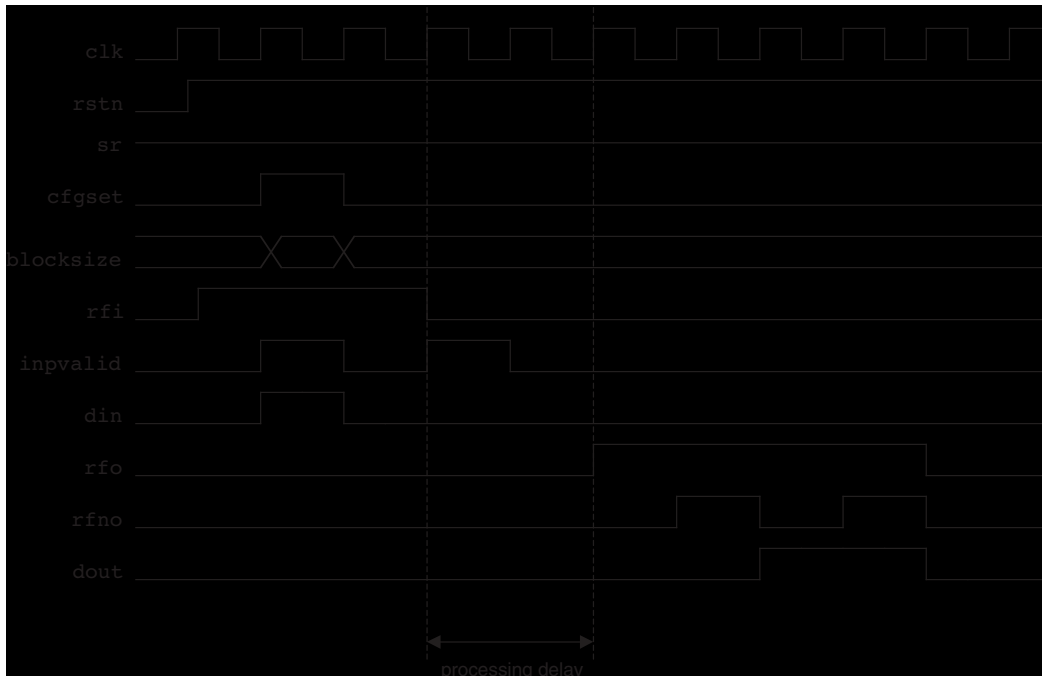 clk
rstn
sr
cfgset
blocksize
rfi
inpvalid
din
rfo
rfno
dout
processing delay